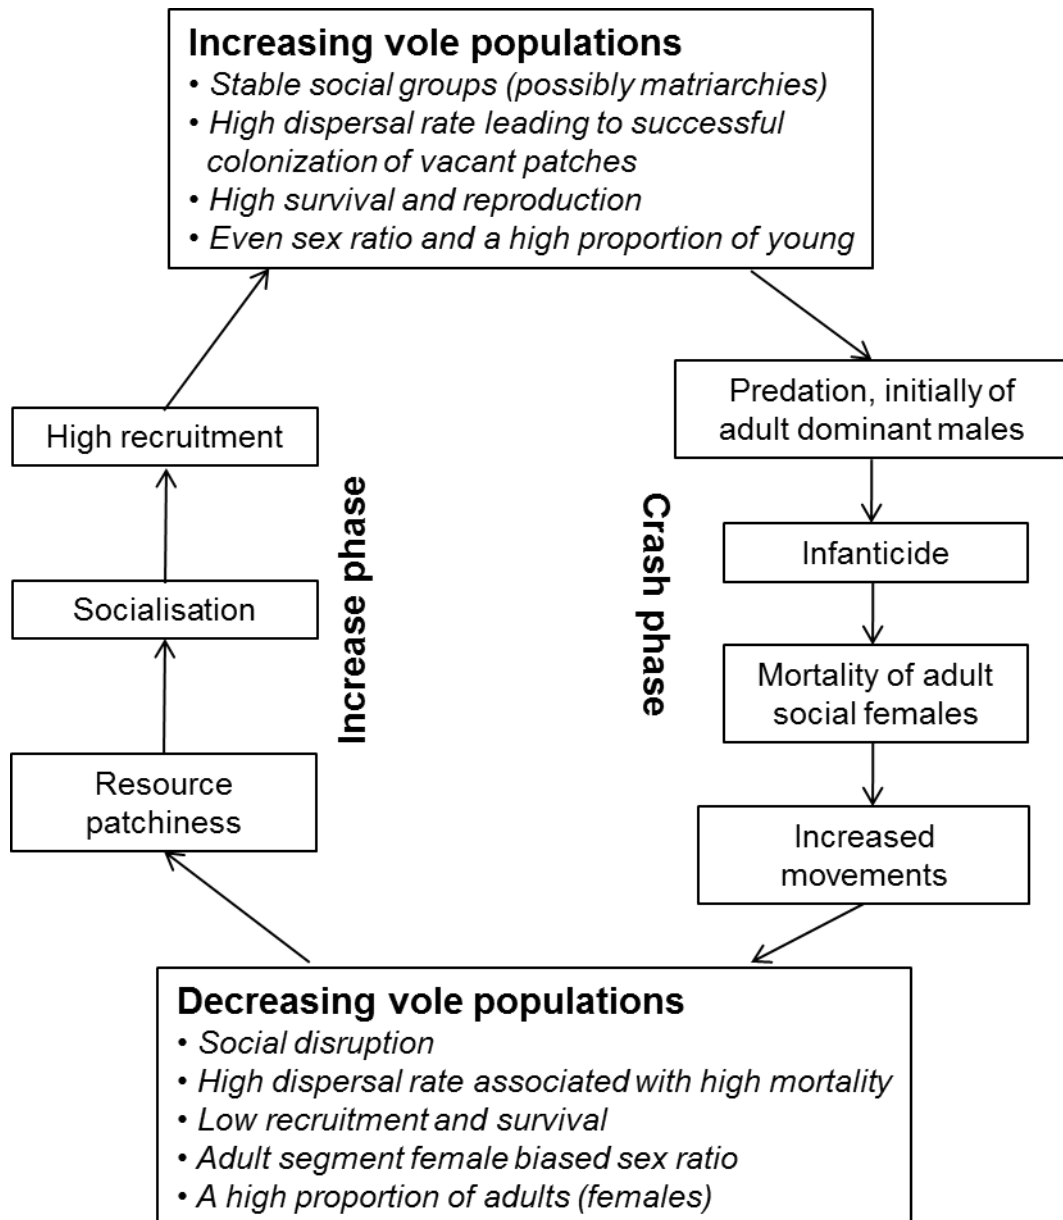 Increasing vole populations
• Stable social groups (possibly matriarchies)
• High dispersal rate leading to successful
colonization of vacant patches
• High survival and reproduction
• Even sex ratio and a high proportion of young
Predation, initially of
adult dominant males
Infanticide
Mortality of adult
social females
Increased
movements
Crash phase
Decreasing vole populations
• Social disruption
• High dispersal rate associated with high mortality
• Low recruitment and survival
• Adult segment female biased sex ratio
• A high proportion of adults (females)
Resource
patchiness
Socialisation
High recruitment
Increase phase